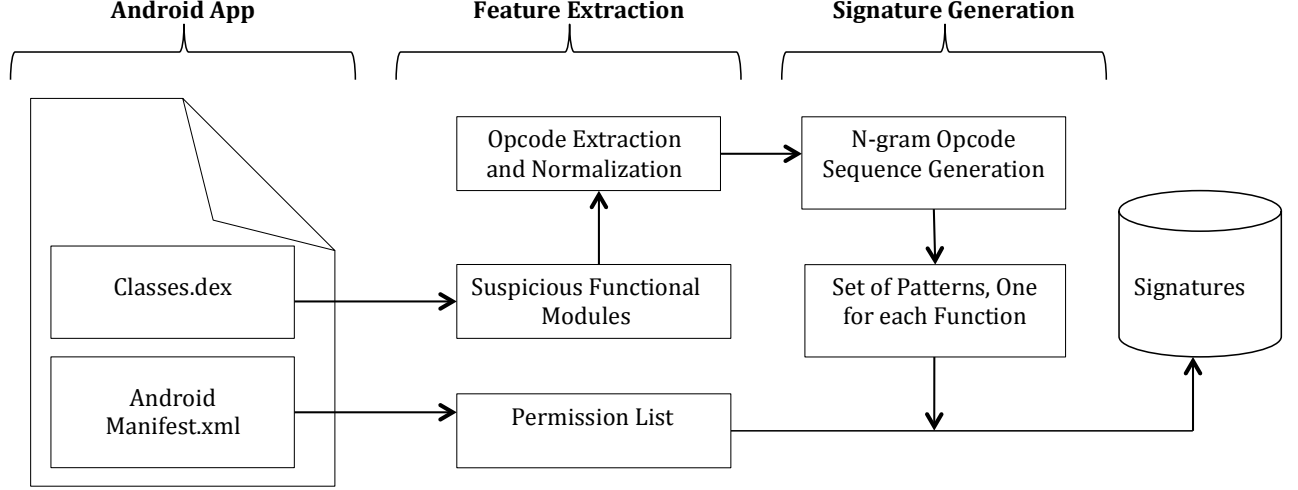 Android App
Feature Extraction
Signature Generation
Opcode Extraction
and Normalization
N-gram Opcode
Sequence Generation
Classes.dex
Suspicious Functional
Modules
Set of Patterns, One
for each Function
Signatures
Android
Manifest.xml
Permission List